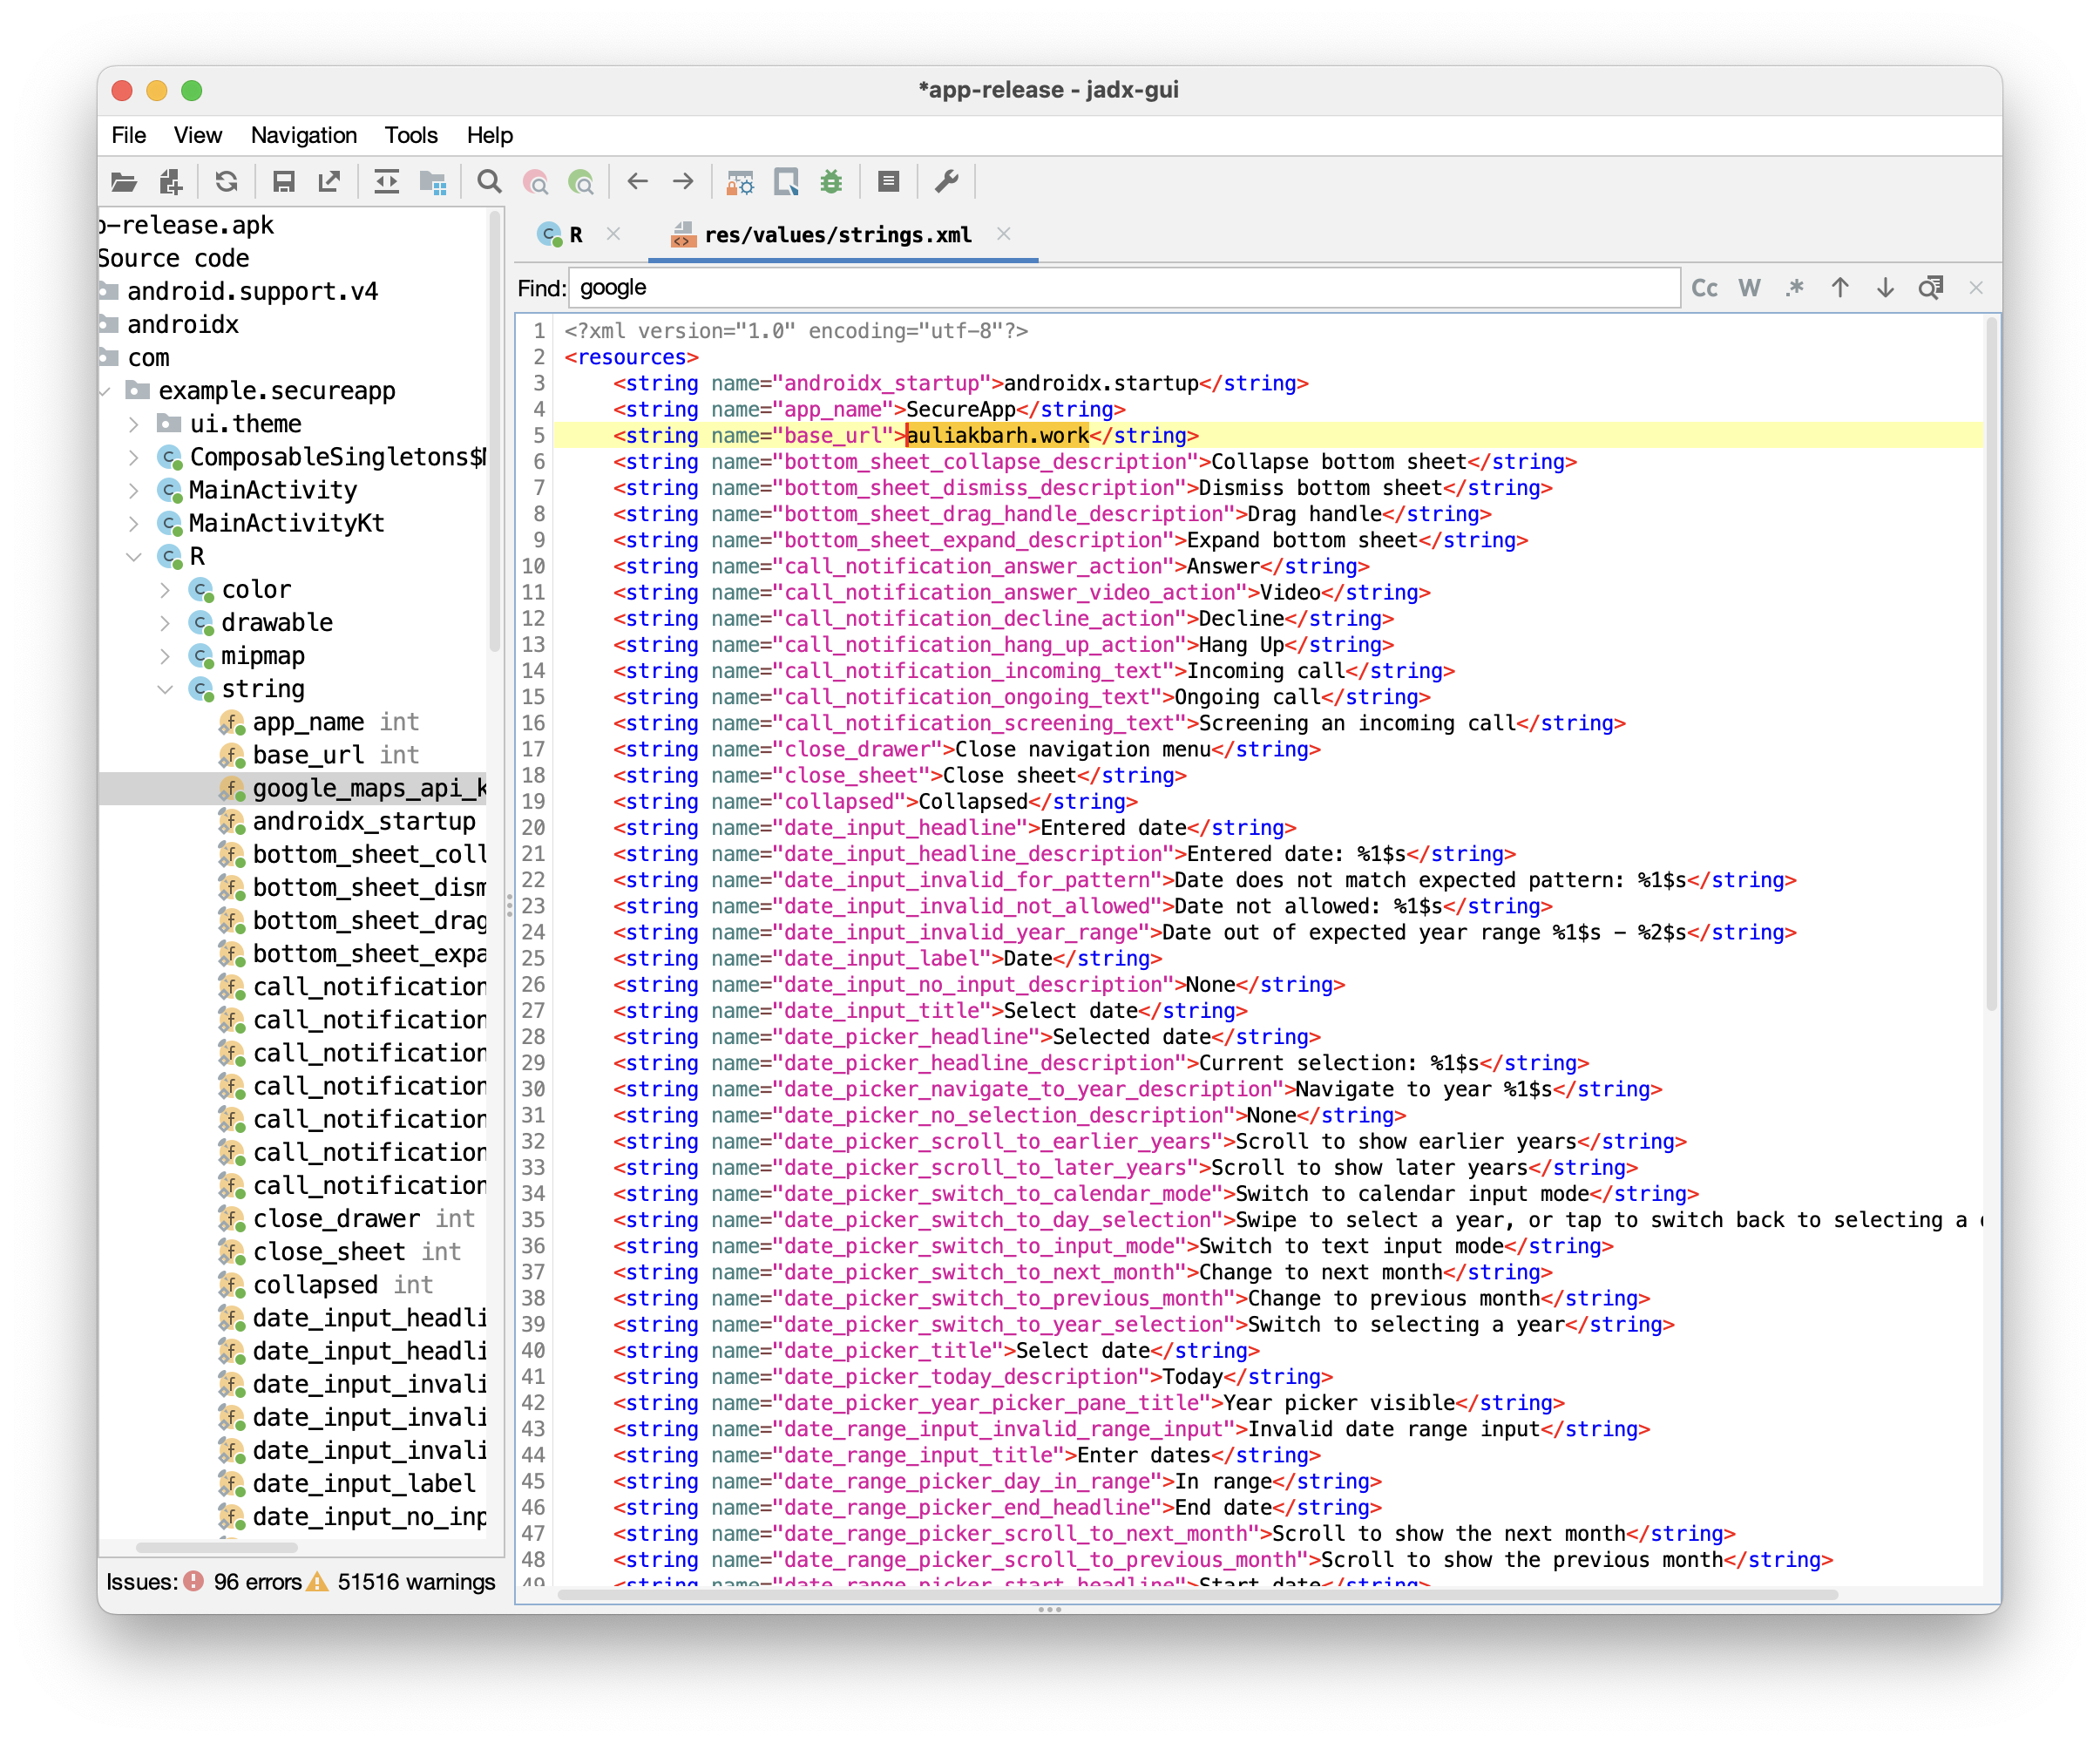 *app-release - jadx-gui
File View Navigation Tools Help
p-release.apk
Source code
android.support.v4
androidx
com
example.secureapp
ui.theme
ComposableSingletons$M
MainActivity
MainActivityKt
R
color
drawable
mipmap
string
app_name int
base_url int
google_maps_api_k
androidx_startup
bottom_sheet_coll
bottom_sheet_dism
bottom_sheet_drag
bottom_sheet_expa
call_notification
call_notification
call_notification
call_notification
call_notification
call_notification
call_notification
close_drawer int
close_sheet int
collapsed int
date_input_headli
date_input_headli
date_input_invali
date_input_invali
date_input_invali
date_input_label
date_input_no_inp
Issues: 96 errors 51516 warnings
R res/values/strings.xml
Find: google Cc W .*
1 <?xml version="1.0" encoding="utf-8"?>
2 <resources>
3 <string name="androidx_startup">androidx.startup</string>
4 <string name="app_name">SecureApp</string>
5 <string name="base_url">auliakbarh.work</string>
6 <string name="bottom_sheet_collapse_description">Collapse bottom sheet</string>
7 <string name="bottom_sheet_dismiss_description">Dismiss bottom sheet</string>
8 <string name="bottom_sheet_drag_handle_description">Drag handle</string>
9 <string name="bottom_sheet_expand_description">Expand bottom sheet</string>
10 <string name="call_notification_answer_action">Answer</string>
11 <string name="call_notification_answer_video_action">Video</string>
12 <string name="call_notification_decline_action">Decline</string>
13 <string name="call_notification_hang_up_action">Hang Up</string>
14 <string name="call_notification_incoming_text">Incoming call</string>
15 <string name="call_notification_ongoing_text">Ongoing call</string>
16 <string name="call_notification_screening_text">Screening an incoming call</string>
17 <string name="close_drawer">Close navigation menu</string>
18 <string name="close_sheet">Close sheet</string>
19 <string name="collapsed">Collapsed</string>
20 <string name="date_input_headline">Entered date</string>
21 <string name="date_input_headline_description">Entered date: %1$s</string>
22 <string name="date_input_invalid_for_pattern">Date does not match expected pattern: %1$s</string>
23 <string name="date_input_invalid_not_allowed">Date not allowed: %1$s</string>
24 <string name="date_input_invalid_year_range">Date out of expected year range %1$s – %2$s</string>
25 <string name="date_input_label">Date</string>
26 <string name="date_input_no_input_description">None</string>
27 <string name="date_input_title">Select date</string>
28 <string name="date_picker_headline">Selected date</string>
29 <string name="date_picker_headline_description">Current selection: %1$s</string>
30 <string name="date_picker_navigate_to_year_description">Navigate to year %1$s</string>
31 <string name="date_picker_no_selection_description">None</string>
32 <string name="date_picker_scroll_to_earlier_years">Scroll to show earlier years</string>
33 <string name="date_picker_scroll_to_later_years">Scroll to show later years</string>
34 <string name="date_picker_switch_to_calendar_mode">Switch to calendar input mode</string>
35 <string name="date_picker_switch_to_day_selection">Swipe to select a year, or tap to switch back to selecting a
36 <string name="date_picker_switch_to_input_mode">Switch to text input mode</string>
37 <string name="date_picker_switch_to_next_month">Change to next month</string>
38 <string name="date_picker_switch_to_previous_month">Change to previous month</string>
39 <string name="date_picker_switch_to_year_selection">Switch to selecting a year</string>
40 <string name="date_picker_title">Select date</string>
41 <string name="date_picker_today_description">Today</string>
42 <string name="date_picker_year_picker_pane_title">Year picker visible</string>
43 <string name="date_range_input_invalid_range_input">Invalid date range input</string>
44 <string name="date_range_input_title">Enter dates</string>
45 <string name="date_range_picker_day_in_range">In range</string>
46 <string name="date_range_picker_end_headline">End date</string>
47 <string name="date_range_picker_scroll_to_next_month">Scroll to show the next month</string>
48 <string name="date_range_picker_scroll_to_previous_month">Scroll to show the previous month</string>
49 <string name="date_range_picker_start_headline">Start date</string>